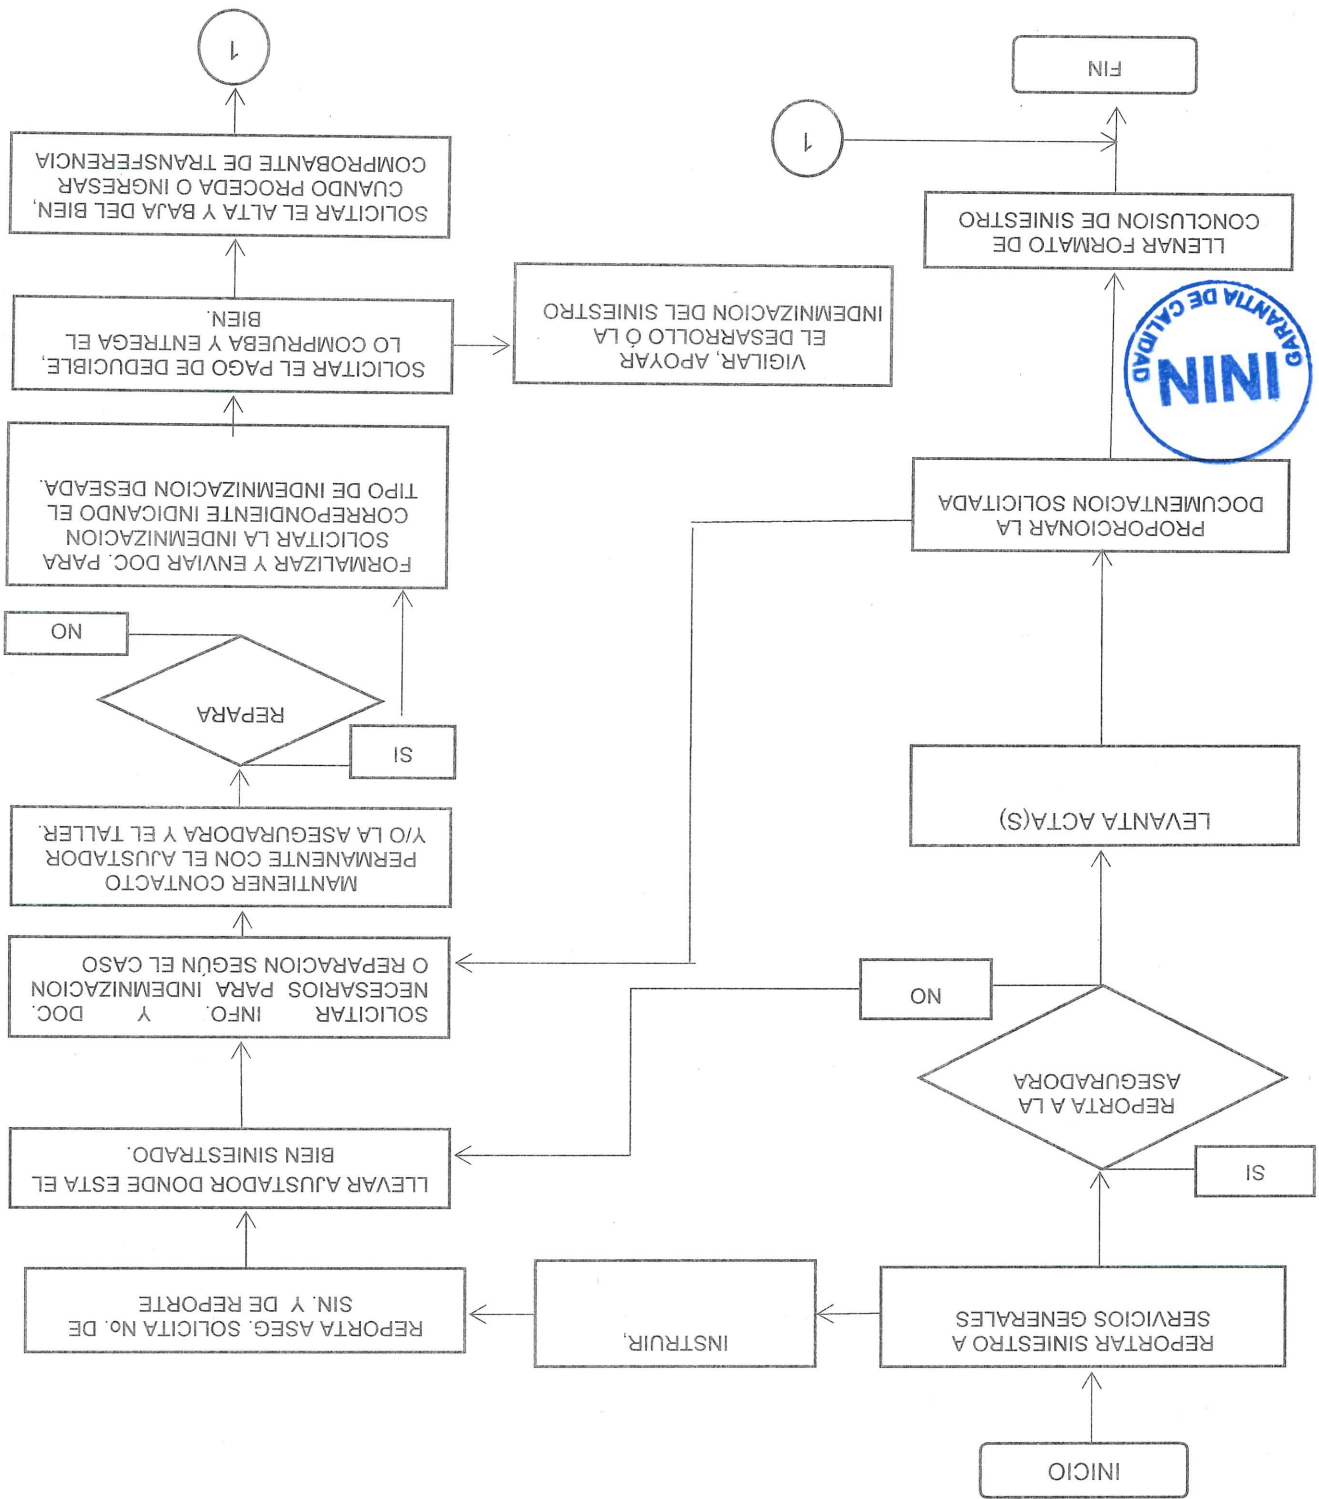 INICIO
REPORTAR SINIESTRO A
SERVICIOS GENERALES
INSTRUIR,
REPORTA ASEG. SOLICITA No. DE
SIN. Y DE REPORTE
SI
REPORTA A LA
ASEGURADORA
NO
LLEVAR AJUSTADOR DONDE ESTA EL
BIEN SINIESTRADO.
SOLICITAR INFO. Y DOC.
NECESARIOS PARA INDEMNIZACION
O REPARACION SEGÚN EL CASO
LEVANTA ACTA(S)
MANTIENER CONTACTO
PERMANENTE CON EL AJUSTADOR
Y/O LA ASEGURADORA Y EL TALLER.
SI
REPARA
NO
PROPORCIONAR LA
DOCUMENTACION SOLICITADA
FORMALIZAR Y ENVIAR DOC. PARA
SOLICITAR LA INDEMNIZACION
CORREPONDIENTE INDICANDO EL
TIPO DE INDEMNIZACION DESEADA.
GARANTIA DE CALIDAD
ININ
VIGILAR, APOYAR
EL DESARROLLO Ó LA
INDEMNIZACION DEL SINIESTRO
SOLICITAR EL PAGO DE DEDUCIBLE,
LO COMPRUEBA Y ENTREGA EL
BIEN.
LLENAR FORMATO DE
CONCLUSION DE SINIESTRO
SOLICITAR EL ALTA Y BAJA DEL BIEN,
CUANDO PROCEDA O INGRESAR
COMPROBANTE DE TRANSFERENCIA
1
FIN
1